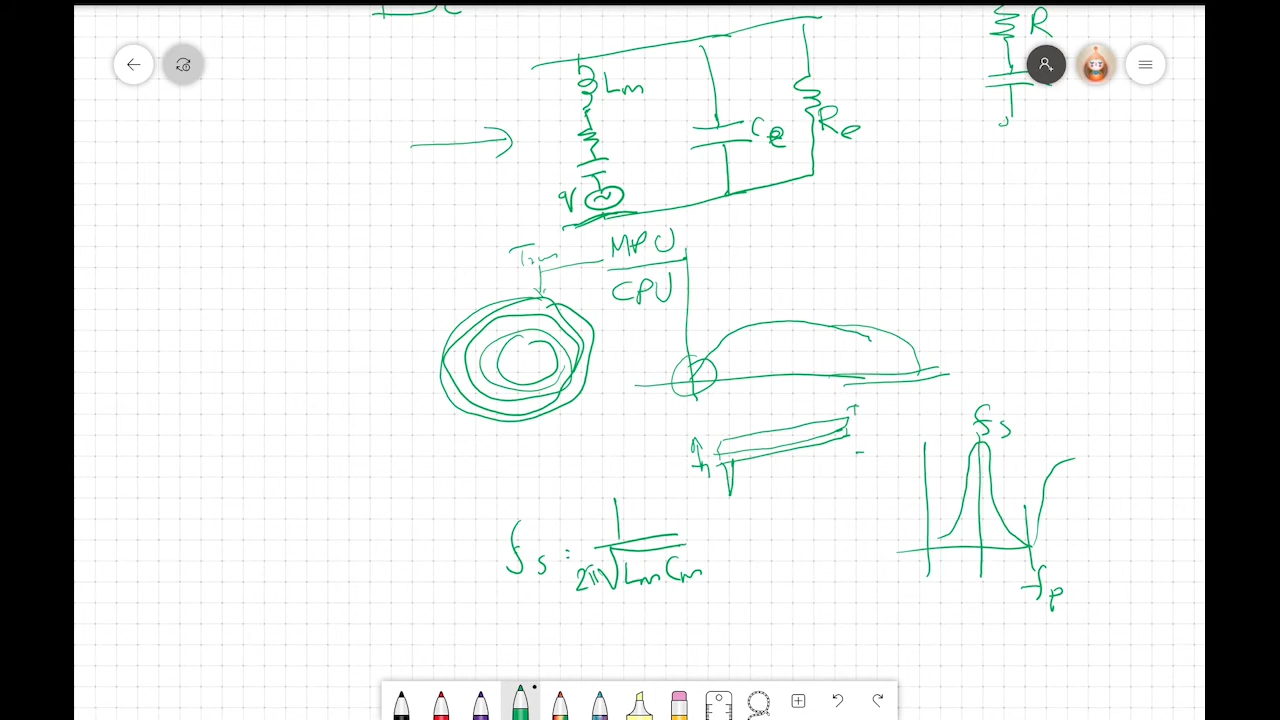 R
Lm
Ce
Re
v
MPU
CPU
fs
fs = 1 / 2π√LmCm
fp